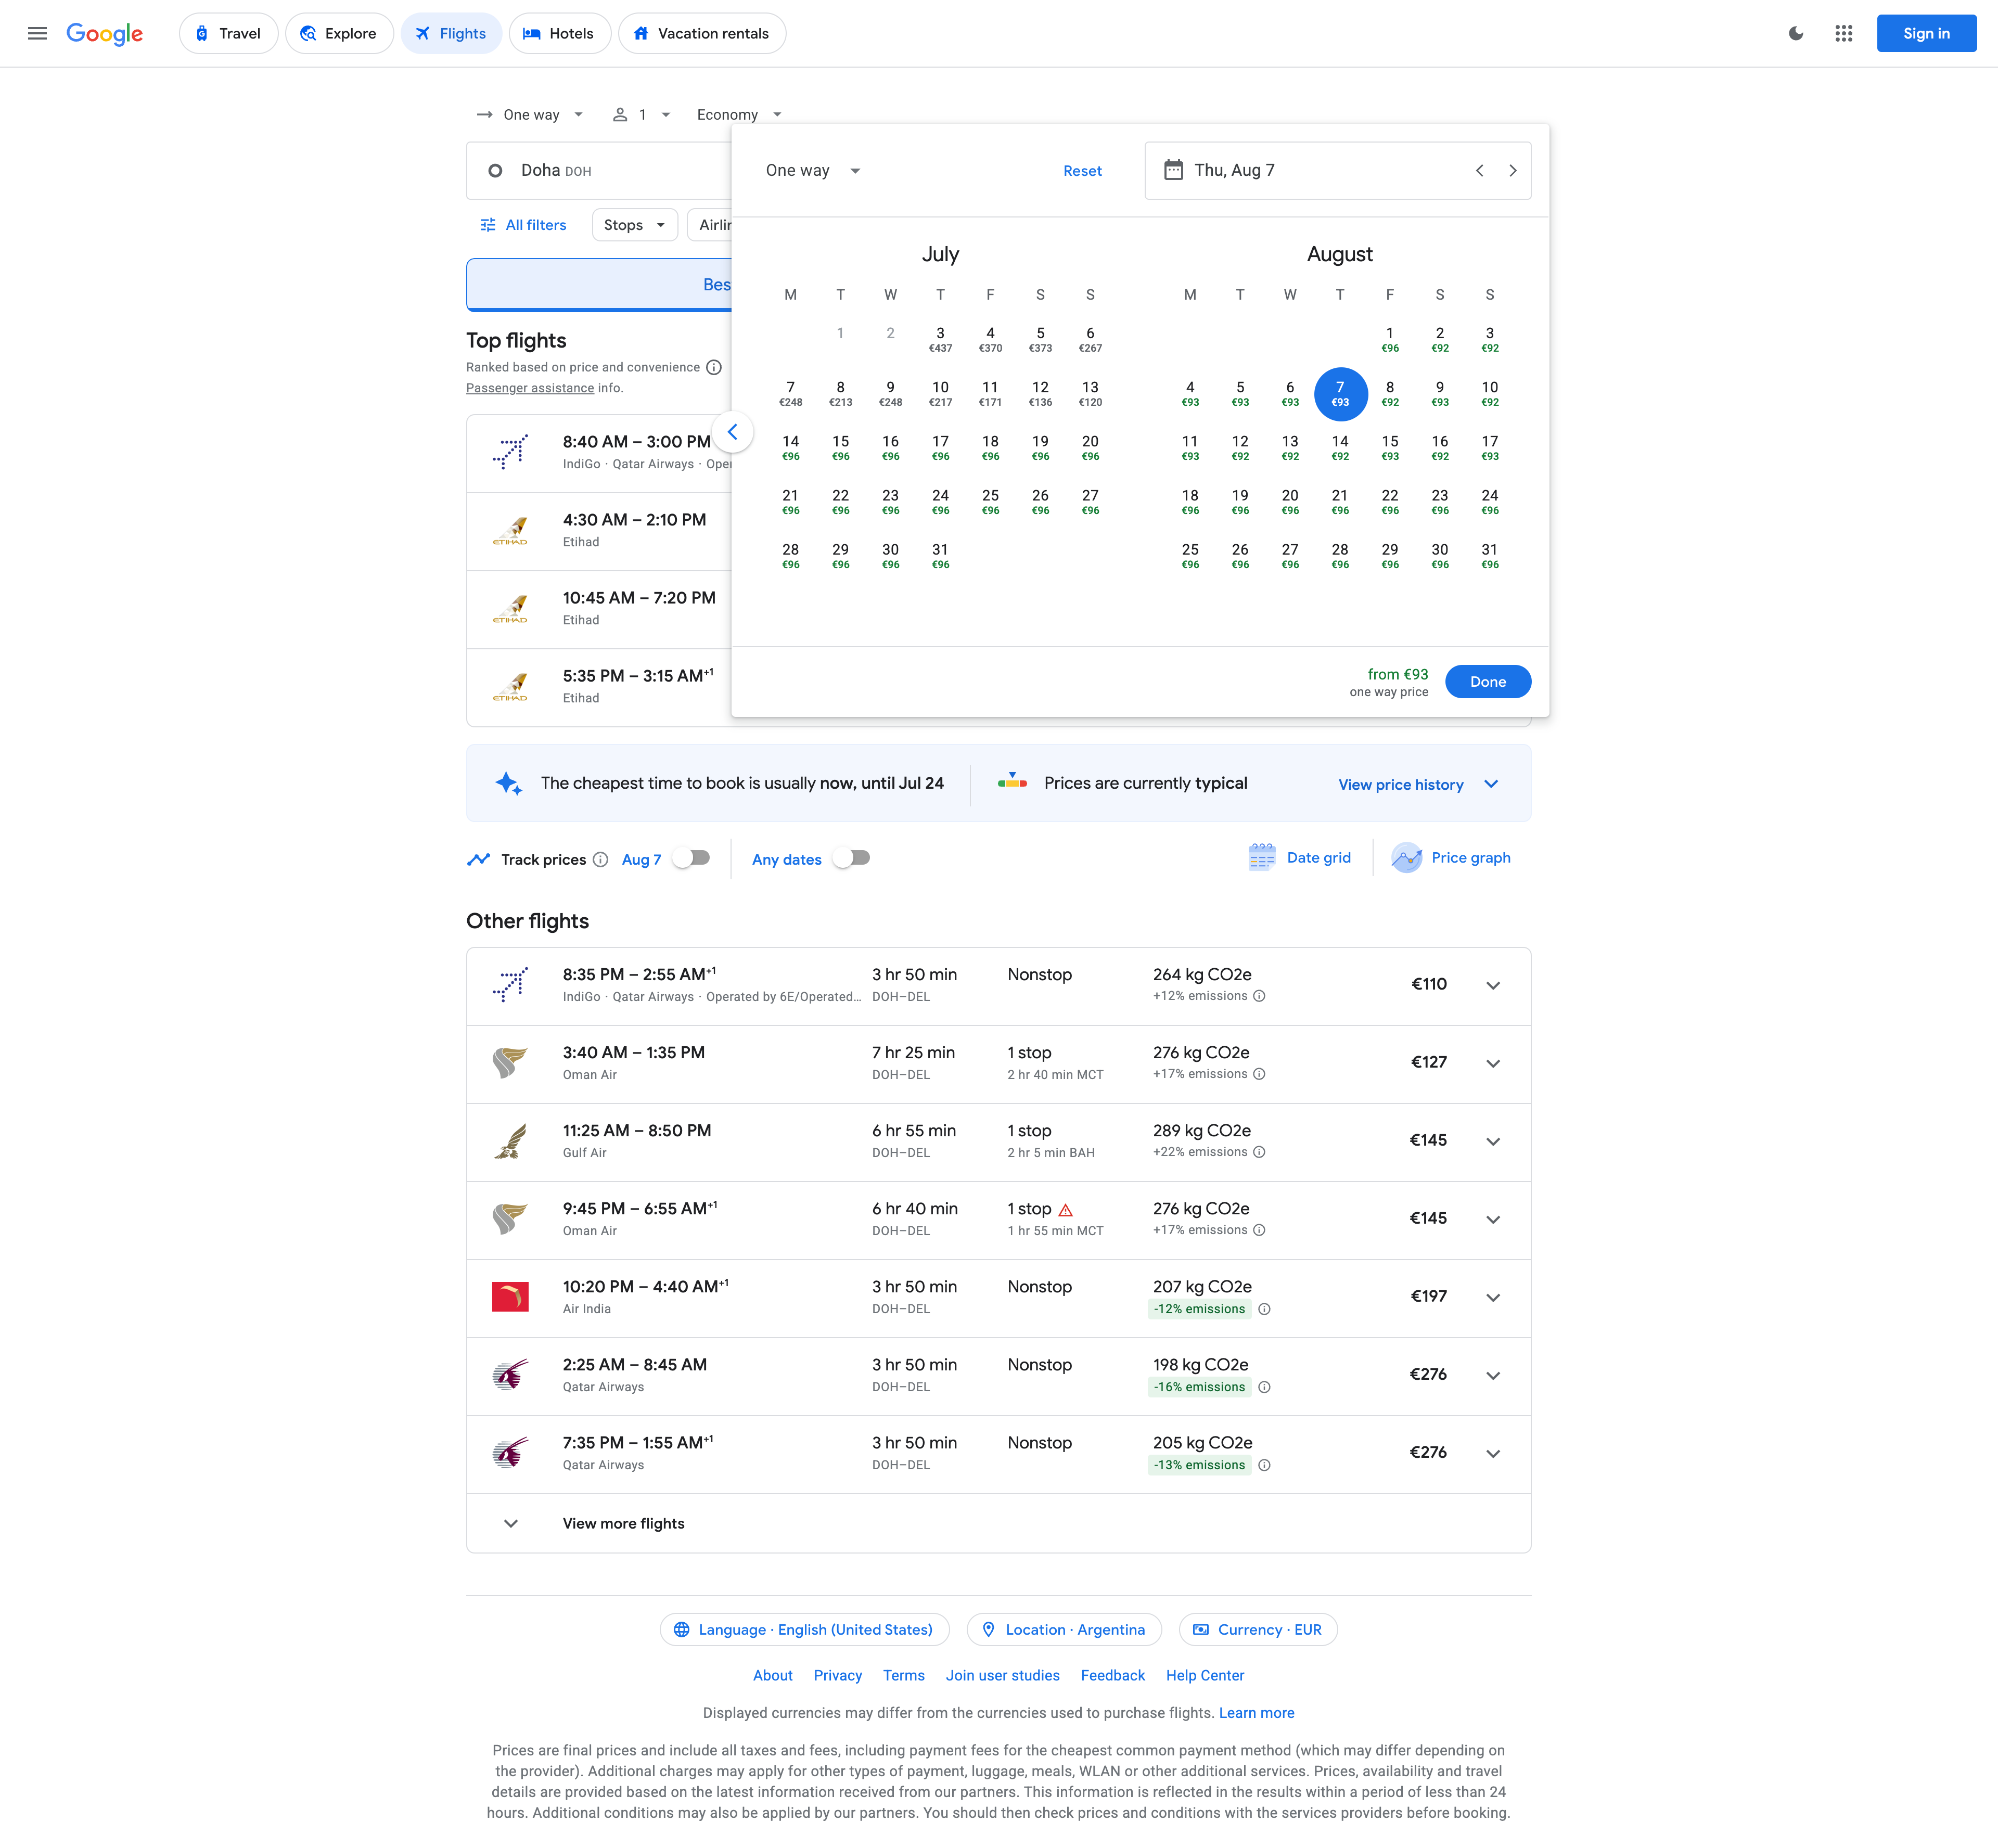 Google
Travel
Explore
Flights
Hotels
Vacation rentals
Sign in
One way
1
Economy
Doha DOH
All filters
Stops
Airlin
Bes
Top flights
Ranked based on price and convenience
Passenger assistance info.
8:40 AM – 3:00 PM
IndiGo · Qatar Airways · Oper
4:30 AM – 2:10 PM
ETIHAD
Etihad
10:45 AM – 7:20 PM
ETIHAD
Etihad
5:35 PM – 3:15 AM+1
ETIHAD
Etihad
One way
Reset
Thu, Aug 7
July
M T W T F S S
1 2 3 4 5 6
€437 €370 €373 €267
7 8 9 10 11 12 13
€248 €213 €248 €217 €171 €136 €120
14 15 16 17 18 19 20
€96 €96 €96 €96 €96 €96 €96
21 22 23 24 25 26 27
€96 €96 €96 €96 €96 €96 €96
28 29 30 31
€96 €96 €96 €96
August
M T W T F S S
1 2 3
€96 €92 €92
4 5 6 7 8 9 10
€93 €93 €93 €93 €92 €93 €92
11 12 13 14 15 16 17
€93 €92 €92 €92 €93 €92 €93
18 19 20 21 22 23 24
€96 €96 €96 €96 €96 €96 €96
25 26 27 28 29 30 31
€96 €96 €96 €96 €96 €96 €96
from €93
one way price
Done
The cheapest time to book is usually now, until Jul 24
Prices are currently typical
View price history
Track prices
Aug 7
Any dates
Date grid
Price graph
Other flights
8:35 PM – 2:55 AM+1 3 hr 50 min Nonstop 264 kg CO2e €110
IndiGo · Qatar Airways · Operated by 6E/Operated... DOH–DEL +12% emissions
3:40 AM – 1:35 PM 7 hr 25 min 1 stop 276 kg CO2e €127
Oman Air DOH–DEL 2 hr 40 min MCT +17% emissions
11:25 AM – 8:50 PM 6 hr 55 min 1 stop 289 kg CO2e €145
Gulf Air DOH–DEL 2 hr 5 min BAH +22% emissions
9:45 PM – 6:55 AM+1 6 hr 40 min 1 stop 276 kg CO2e €145
Oman Air DOH–DEL 1 hr 55 min MCT +17% emissions
10:20 PM – 4:40 AM+1 3 hr 50 min Nonstop 207 kg CO2e €197
Air India DOH–DEL -12% emissions
2:25 AM – 8:45 AM 3 hr 50 min Nonstop 198 kg CO2e €276
Qatar Airways DOH–DEL -16% emissions
7:35 PM – 1:55 AM+1 3 hr 50 min Nonstop 205 kg CO2e €276
Qatar Airways DOH–DEL -13% emissions
View more flights
Language · English (United States)
Location · Argentina
Currency · EUR
About Privacy Terms Join user studies Feedback Help Center
Displayed currencies may differ from the currencies used to purchase flights. Learn more
Prices are final prices and include all taxes and fees, including payment fees for the cheapest common payment method (which may differ depending on
the provider). Additional charges may apply for other types of payment, luggage, meals, WLAN or other additional services. Prices, availability and travel
details are provided based on the latest information received from our partners. This information is reflected in the results within a period of less than 24
hours. Additional conditions may also be applied by our partners. You should then check prices and conditions with the services providers before booking.